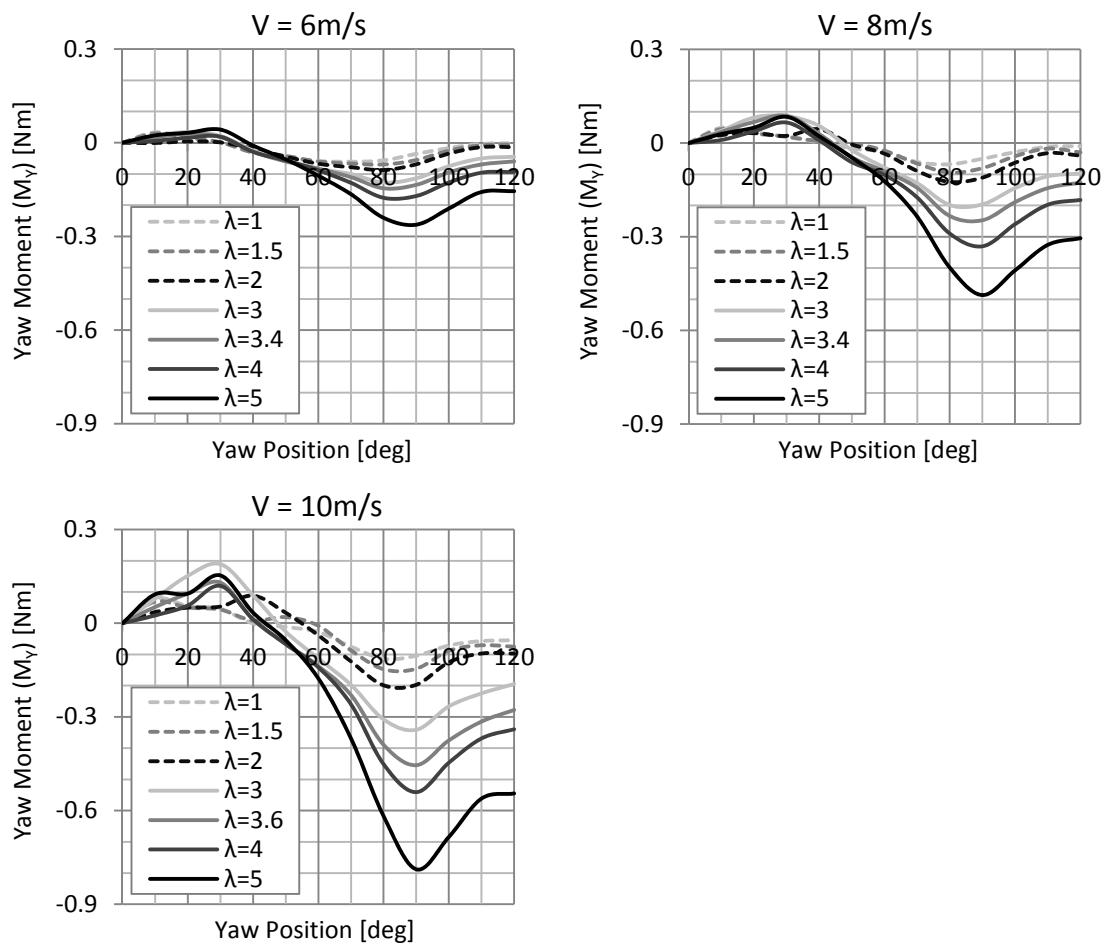 V = 6m/s
0.3
0
-0.3
-0.6
-0.9
0 20 40 60 80 100 120
Yaw Moment (M_Y) [Nm]
Yaw Position [deg]
λ=1
λ=1.5
λ=2
λ=3
λ=3.4
λ=4
λ=5
V = 8m/s
0.3
0
-0.3
-0.6
-0.9
0 20 40 60 80 100 120
Yaw Moment (M_Y) [Nm]
Yaw Position [deg]
λ=1
λ=1.5
λ=2
λ=3
λ=3.4
λ=4
λ=5
V = 10m/s
0.3
0
-0.3
-0.6
-0.9
0 20 40 60 80 100 120
Yaw Moment (M_Y) [Nm]
Yaw Position [deg]
λ=1
λ=1.5
λ=2
λ=3
λ=3.6
λ=4
λ=5